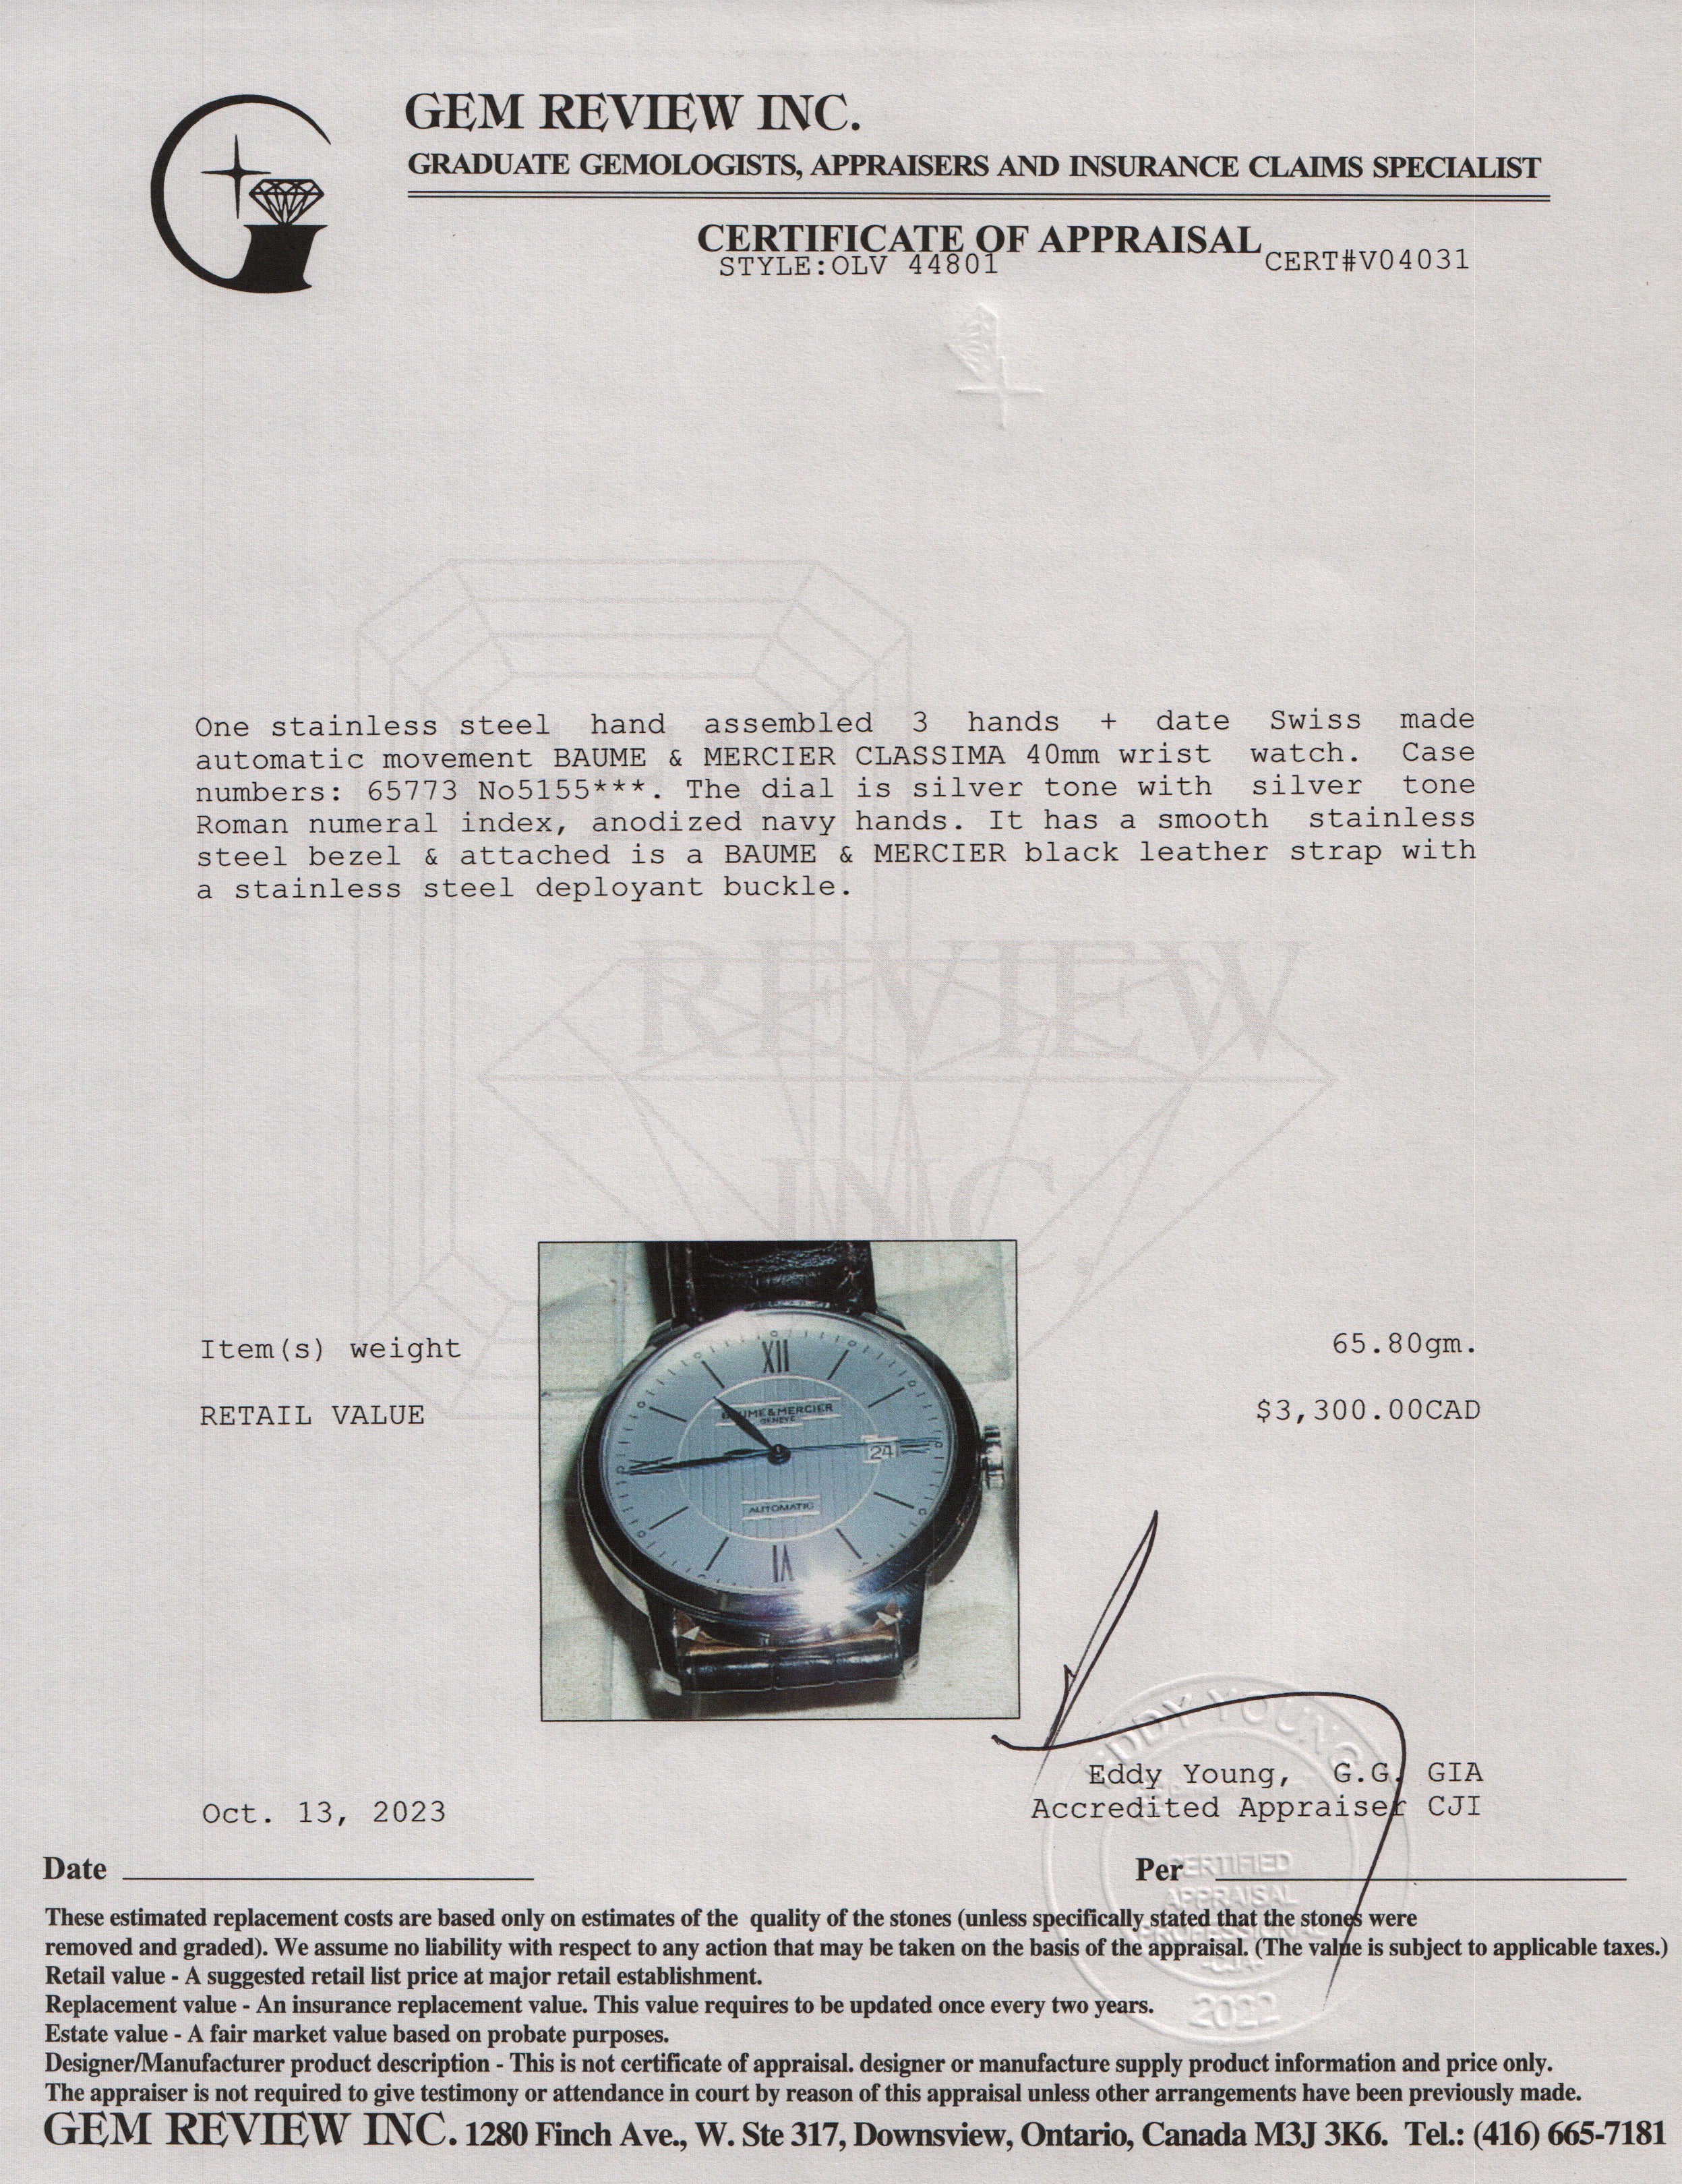 GEM REVIEW INC.
GRADUATE GEMOLOGISTS, APPRAISERS AND INSURANCE CLAIMS SPECIALIST
CERTIFICATE OF APPRAISAL
STYLE:OLV 44801
CERT#V04031
One stainless steel hand assembled 3 hands + date Swiss made
automatic movement BAUME & MERCIER CLASSIMA 40mm wrist watch. Case
numbers: 65773 No5155***. The dial is silver tone with silver tone
Roman numeral index, anodized navy hands. It has a smooth stainless
steel bezel & attached is a BAUME & MERCIER black leather strap with
a stainless steel deployant buckle.
REVIEW
INC
XII
BAUME & MERCIER
GENEVE
24
AUTOMATIC
VI
Item(s) weight 65.80gm.
RETAIL VALUE $3,300.00CAD
EDDY YOUNG
Eddy Young, G.G. GIA
Accredited Appraiser CJI
Oct. 13, 2023
Date
Per
CERTIFIED
APPRAISAL
PROFESSIONAL
2022
These estimated replacement costs are based only on estimates of the quality of the stones (unless specifically stated that the stones were
removed and graded). We assume no liability with respect to any action that may be taken on the basis of the appraisal. (The value is subject to applicable taxes.)
Retail value - A suggested retail list price at major retail establishment.
Replacement value - An insurance replacement value. This value requires to be updated once every two years.
Estate value - A fair market value based on probate purposes.
Designer/Manufacturer product description - This is not certificate of appraisal. designer or manufacture supply product information and price only.
The appraiser is not required to give testimony or attendance in court by reason of this appraisal unless other arrangements have been previously made.
GEM REVIEW INC. 1280 Finch Ave., W. Ste 317, Downsview, Ontario, Canada M3J 3K6. Tel.: (416) 665-7181